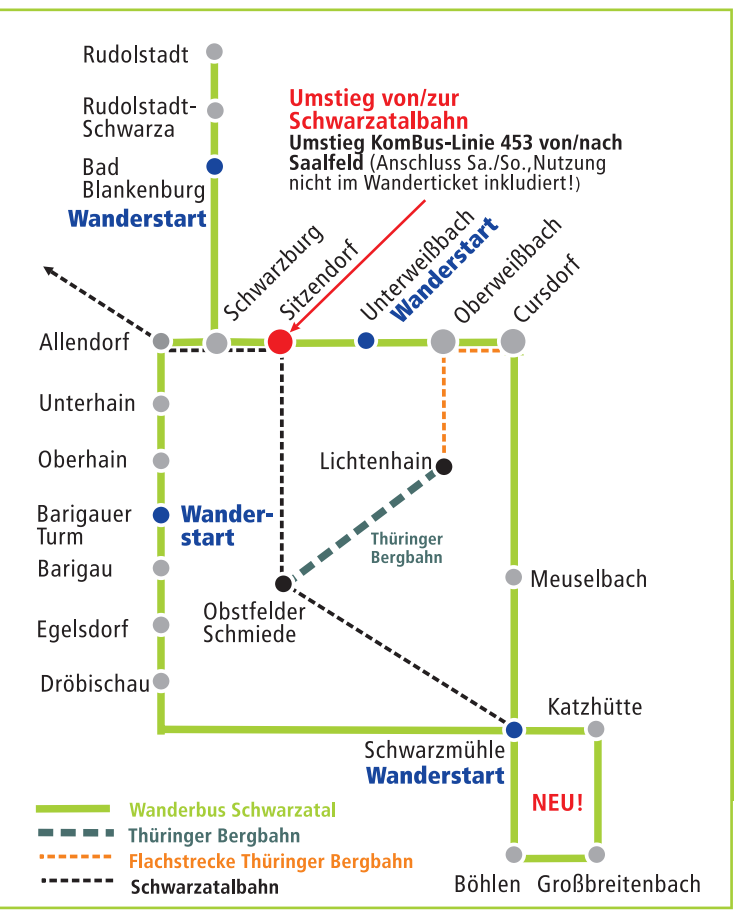 Rudolstadt
Rudolstadt-
Schwarza
Bad
Blankenburg
Wanderstart
Umstieg von/zur
Schwarzatalbahn
Umstieg KomBus-Linie 453 von/nach
Saalfeld (Anschluss Sa./So.,Nutzung
nicht im Wanderticket inkludiert!)
Schwarzburg
Sitzendorf
Unterweißbach
Wanderstart
Oberweißbach
Cursdorf
Allendorf
Unterhain
Oberhain
Lichtenhain
Barigauer
Turm
Wander-
start
Thüringer
Bergbahn
Barigau
Meuselbach
Obstfelder
Schmiede
Egelsdorf
Dröbischau
Katzhütte
Schwarzmühle
Wanderstart
NEU!
Böhlen
Großbreitenbach
Wanderbus Schwarzatal
Thüringer Bergbahn
Flachstrecke Thüringer Bergbahn
Schwarzatalbahn